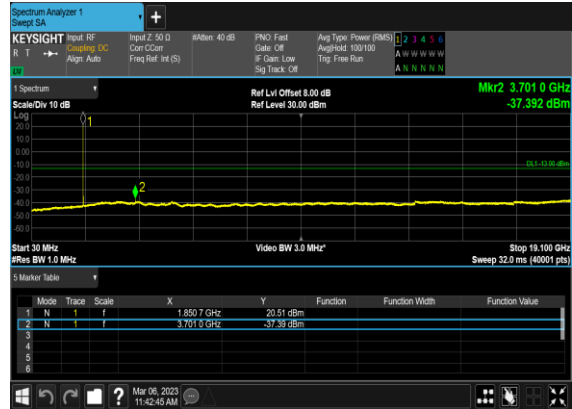 Spectrum Analyzer 1
Swept SA
+
KEYSIGHT Input: RF Input Z: 50 Ω #Atten: 40 dB PNO: Fast Avg Type: Power (RMS) 1 2 3 4 5 6
R T Coupling: DC Corr CCorr Gate: Off Avg|Hold: 100/100 A W W W W W
Align: Auto Freq Ref: Int (S) IF Gain: Low Trig: Free Run
Sig Track: Off A N N N N N
1 Spectrum Ref Lvl Offset 8.00 dB Mkr2 3.701 0 GHz
Scale/Div 10 dB Ref Level 30.00 dBm -37.392 dBm
Log
20.0
10.0
0.00
-10.0
-20.0
-30.0
-40.0
-50.0
-60.0
1
2
DL1 -13.00 dBm
Start 30 MHz Video BW 3.0 MHz* Stop 19.100 GHz
#Res BW 1.0 MHz Sweep 32.0 ms (40001 pts)
5 Marker Table
Mode Trace Scale X Y Function Function Width Function Value
1 N 1 f 1.850 7 GHz 20.51 dBm
2 N 1 f 3.701 0 GHz -37.39 dBm
3
4
5
6
? Mar 06, 2023
11:42:45 AM